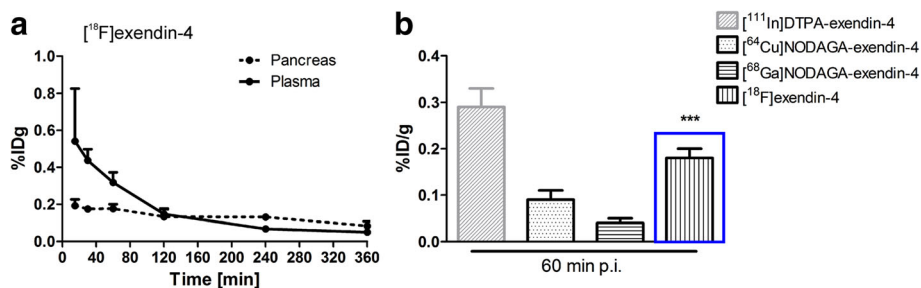 a
[¹⁸F]exendin-4
Pancreas
Plasma
%IDg
1.0
0.8
0.6
0.4
0.2
0.0
0 40 80 120 160 200 240 280 320 360
Time [min]
b
[¹¹¹In]DTPA-exendin-4
[⁶⁴Cu]NODAGA-exendin-4
[⁶⁸Ga]NODAGA-exendin-4
[¹⁸F]exendin-4
%ID/g
0.4
0.3
0.2
0.1
0.0
***
60 min p.i.